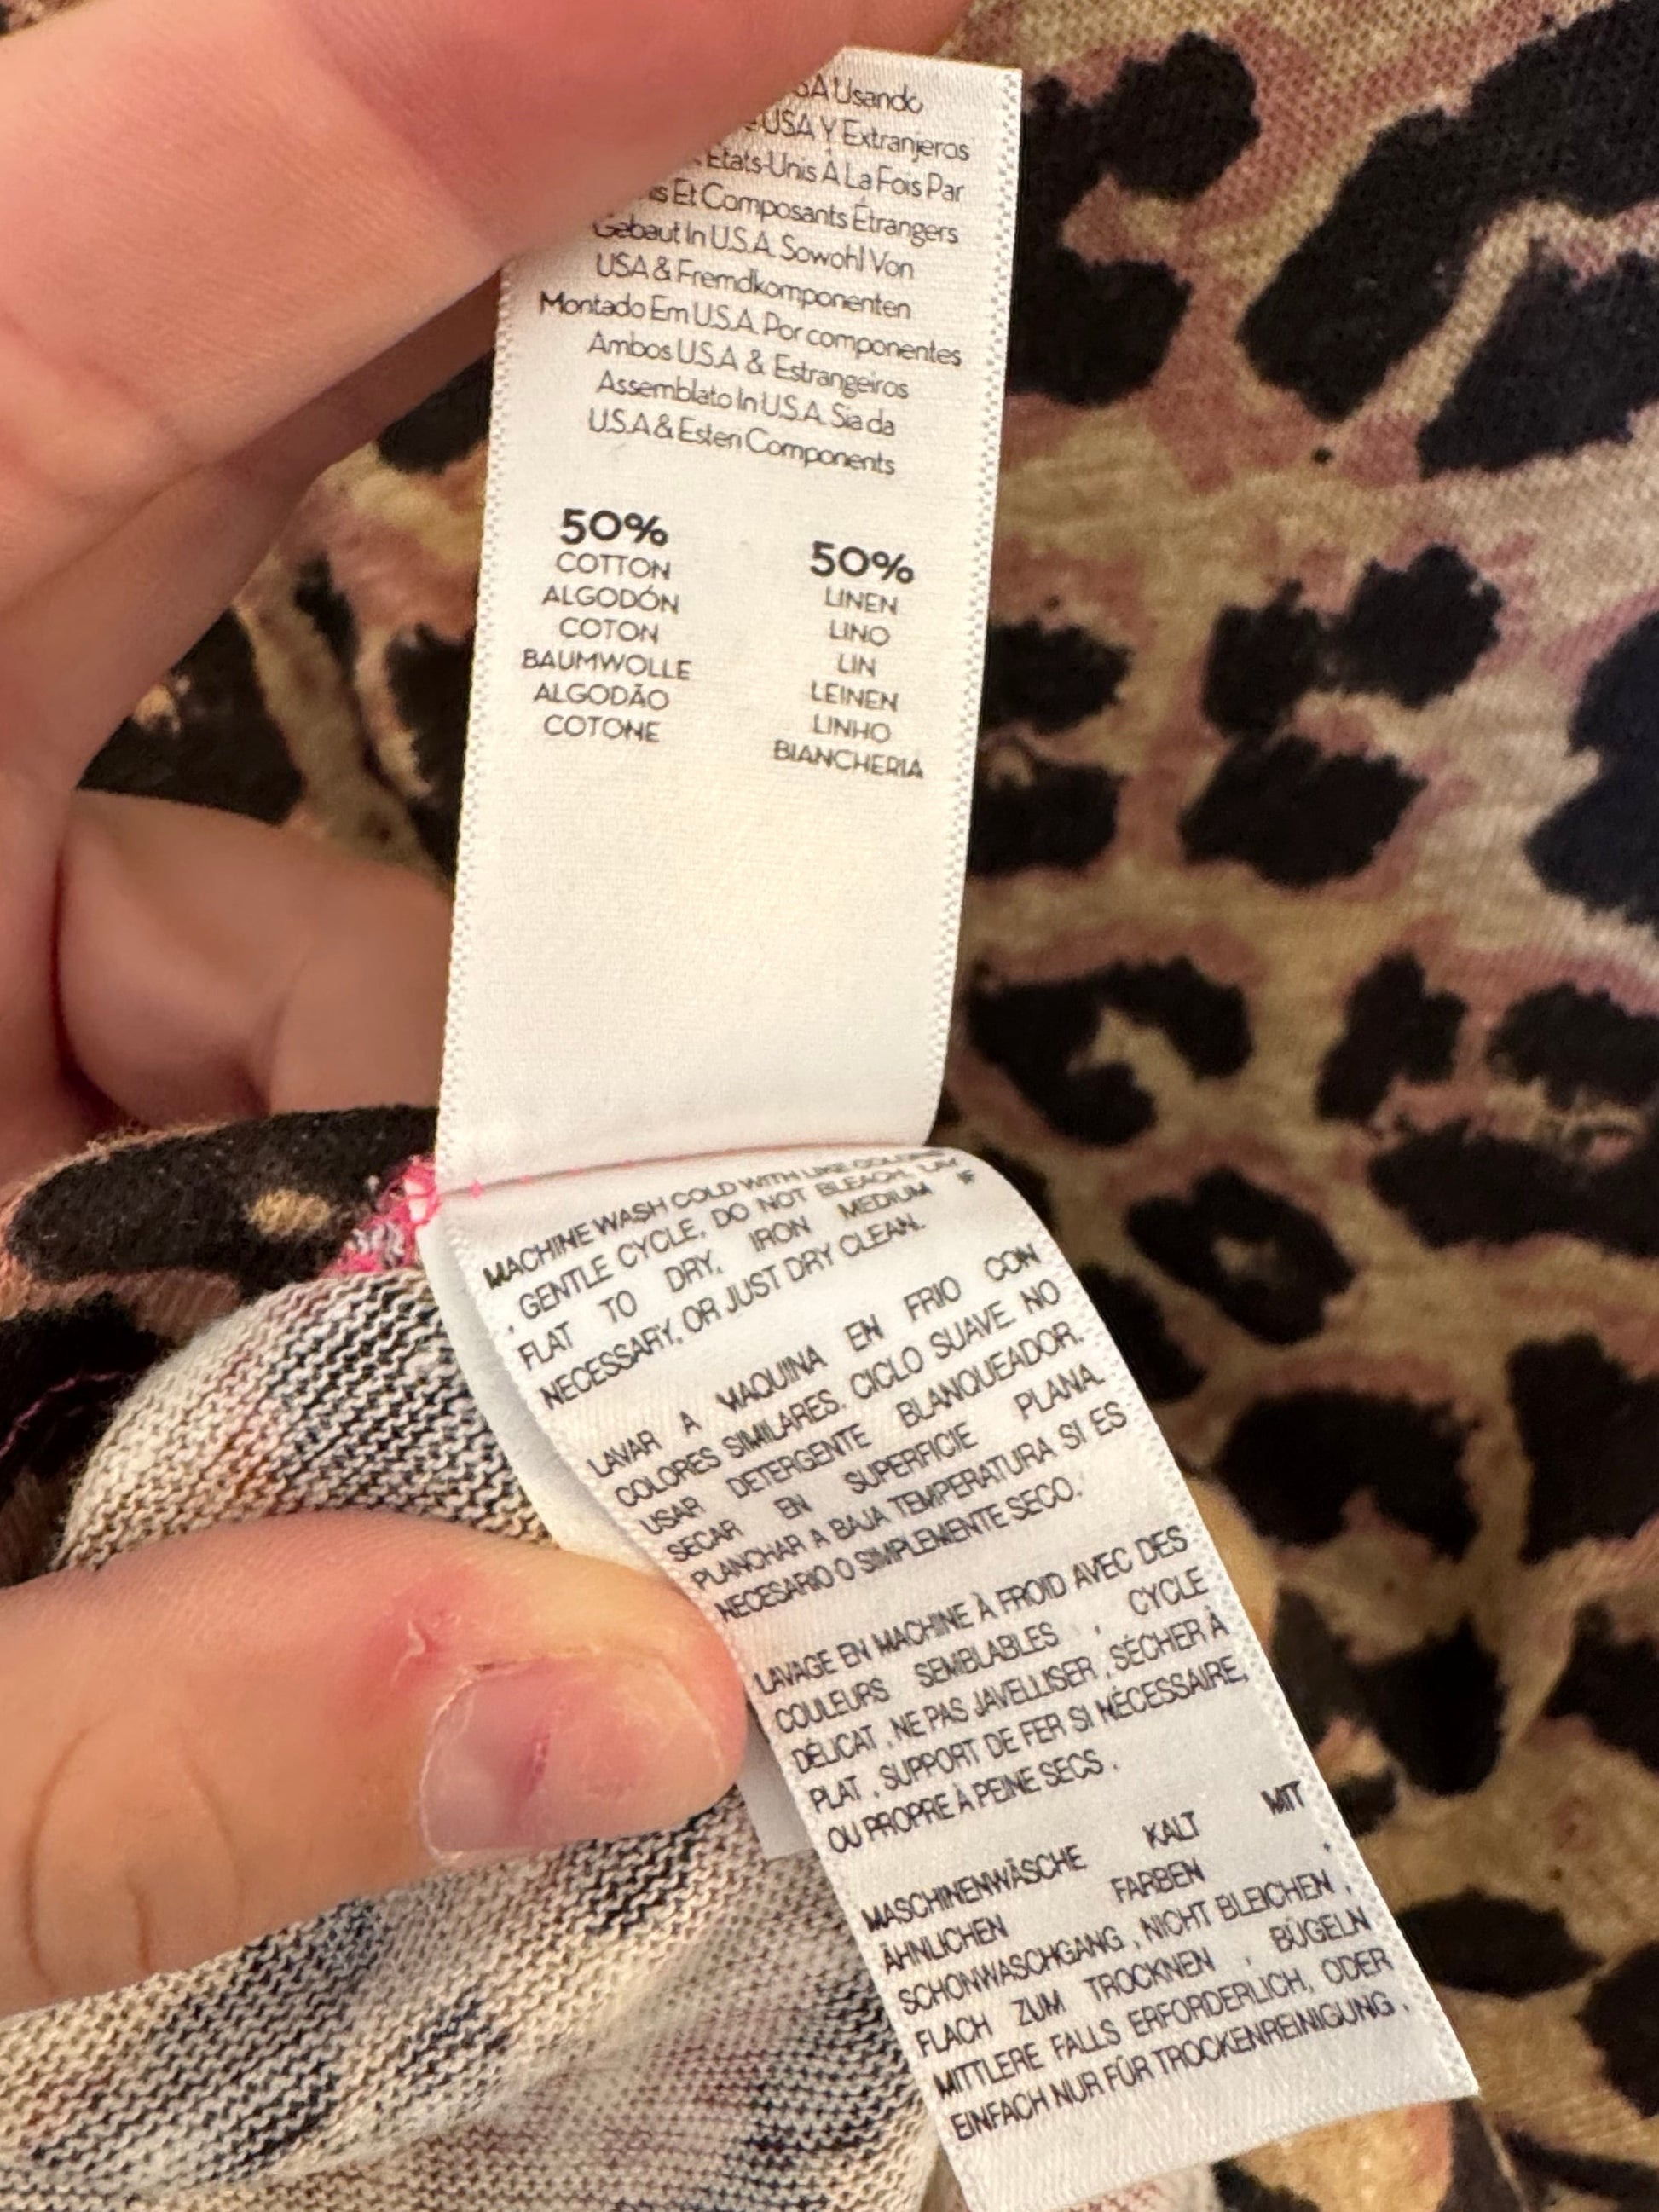 Usando
USA Y Extranjeros
États-Unis À La Fois Par
Et Composants Étrangers
Gebaut In U.S.A. Sowohl Von
USA & Fremdkomponenten
Montado Em U.S.A. Por componentes
Ambos U.S.A & Estrangeiros
Assemblato In U.S.A. Sia da
U.S.A & Esteri Components
50%
COTTON
ALGODÓN
COTON
BAUMWOLLE
ALGODÃO
COTONE
50%
LINEN
LINO
LIN
LEINEN
LINHO
BIANCHERIA
MACHINE WASH COLD WITH LIKE COLORS
, GENTLE CYCLE, DO NOT BLEACH, LAY
FLAT TO DRY, IRON MEDIUM IF
NECESSARY, OR JUST DRY CLEAN.
LAVAR A MAQUINA EN FRIO CON
COLORES SIMILARES. CICLO SUAVE. NO
USAR DETERGENTE BLANQUEADOR.
SECAR EN SUPERFICIE PLANA.
PLANCHAR A BAJA TEMPERATURA SI ES
NECESARIO O SIMPLEMENTE SECO.
LAVAGE EN MACHINE À FROID AVEC DES
COULEURS SEMBLABLES , CYCLE
DÉLICAT , NE PAS JAVELLISER , SÉCHER À
PLAT , SUPPORT DE FER SI NÉCESSAIRE,
OU PROPRE À PEINE SECS .
MASCHINENWÄSCHE KALT MIT
ÄHNLICHEN FARBEN ,
SCHONWASCHGANG , NICHT BLEICHEN ,
FLACH ZUM TROCKNEN , BÜGELN
MITTLERE FALLS ERFORDERLICH, ODER
EINFACH NUR FÜR TROCKENREINIGUNG .